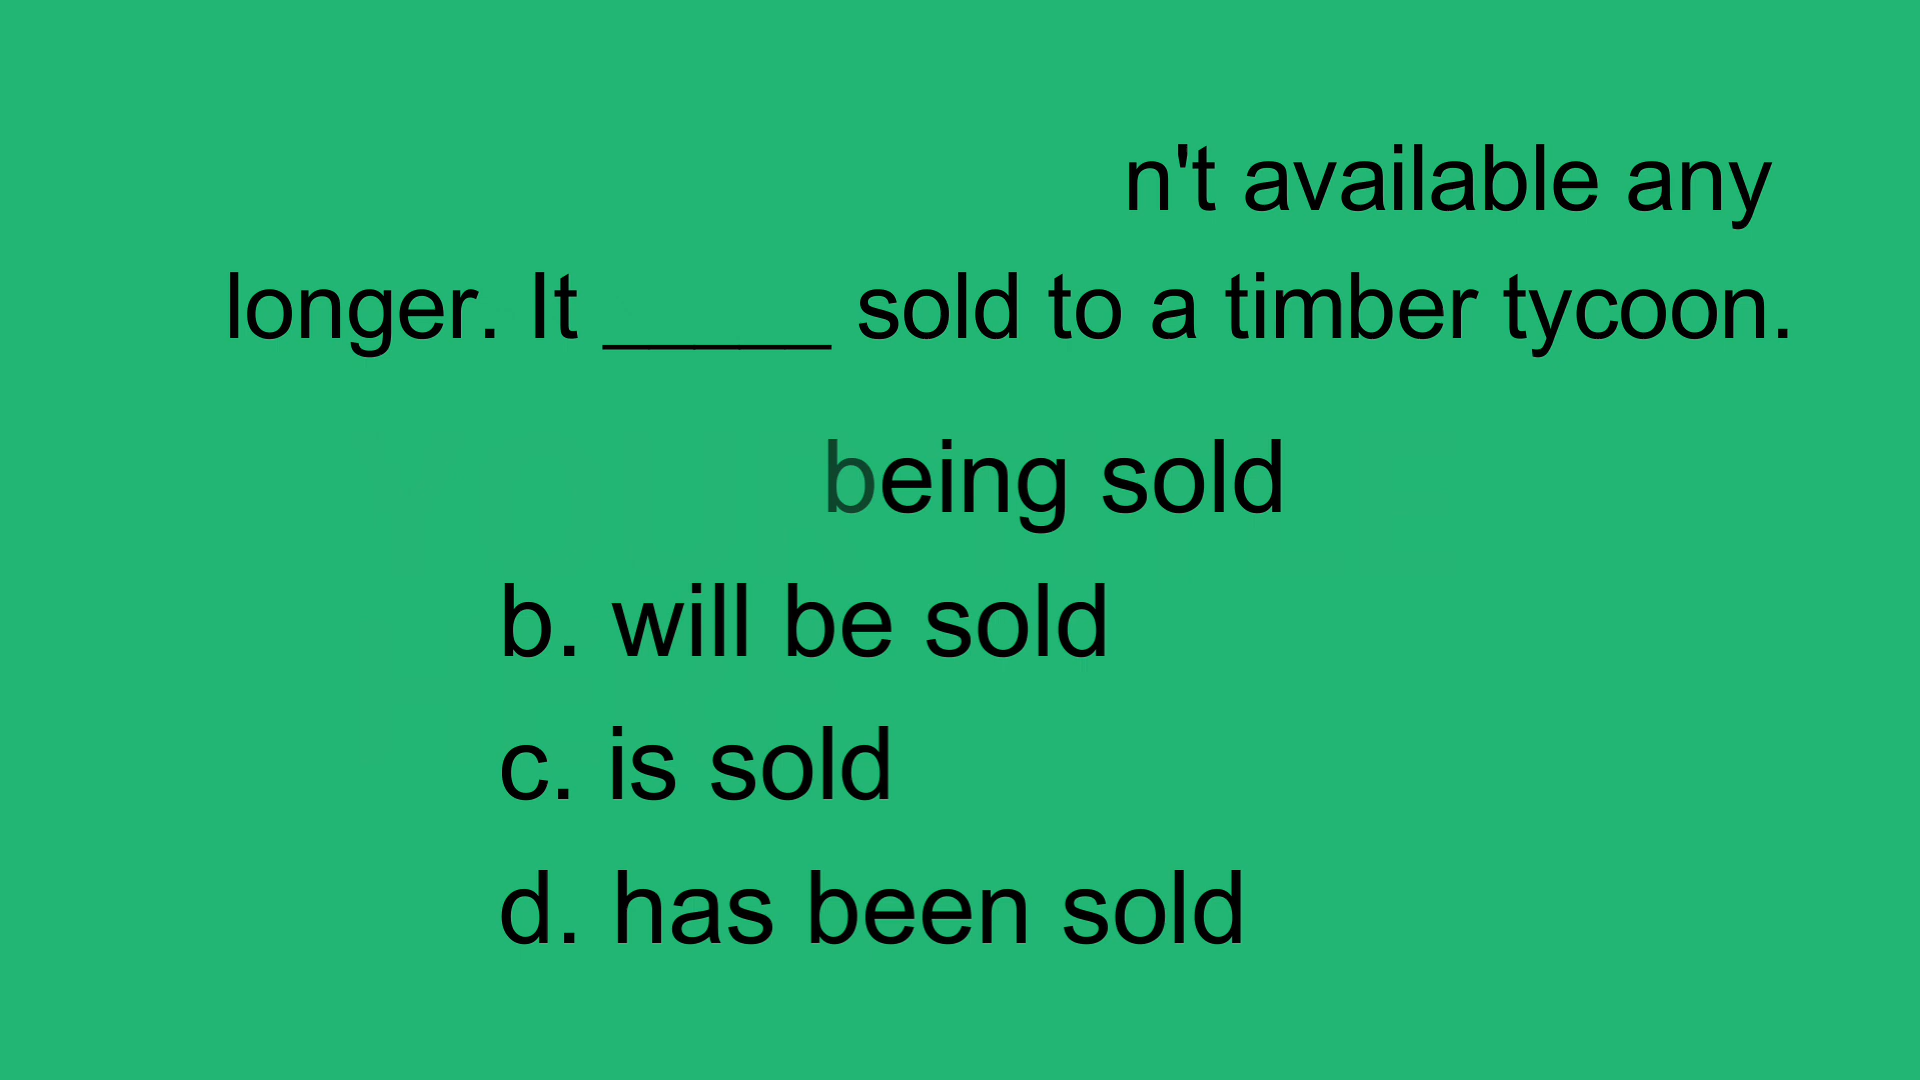 n't available any
longer. It _____ sold to a timber tycoon.
being sold
b. will be sold
c. is sold
d. has been sold